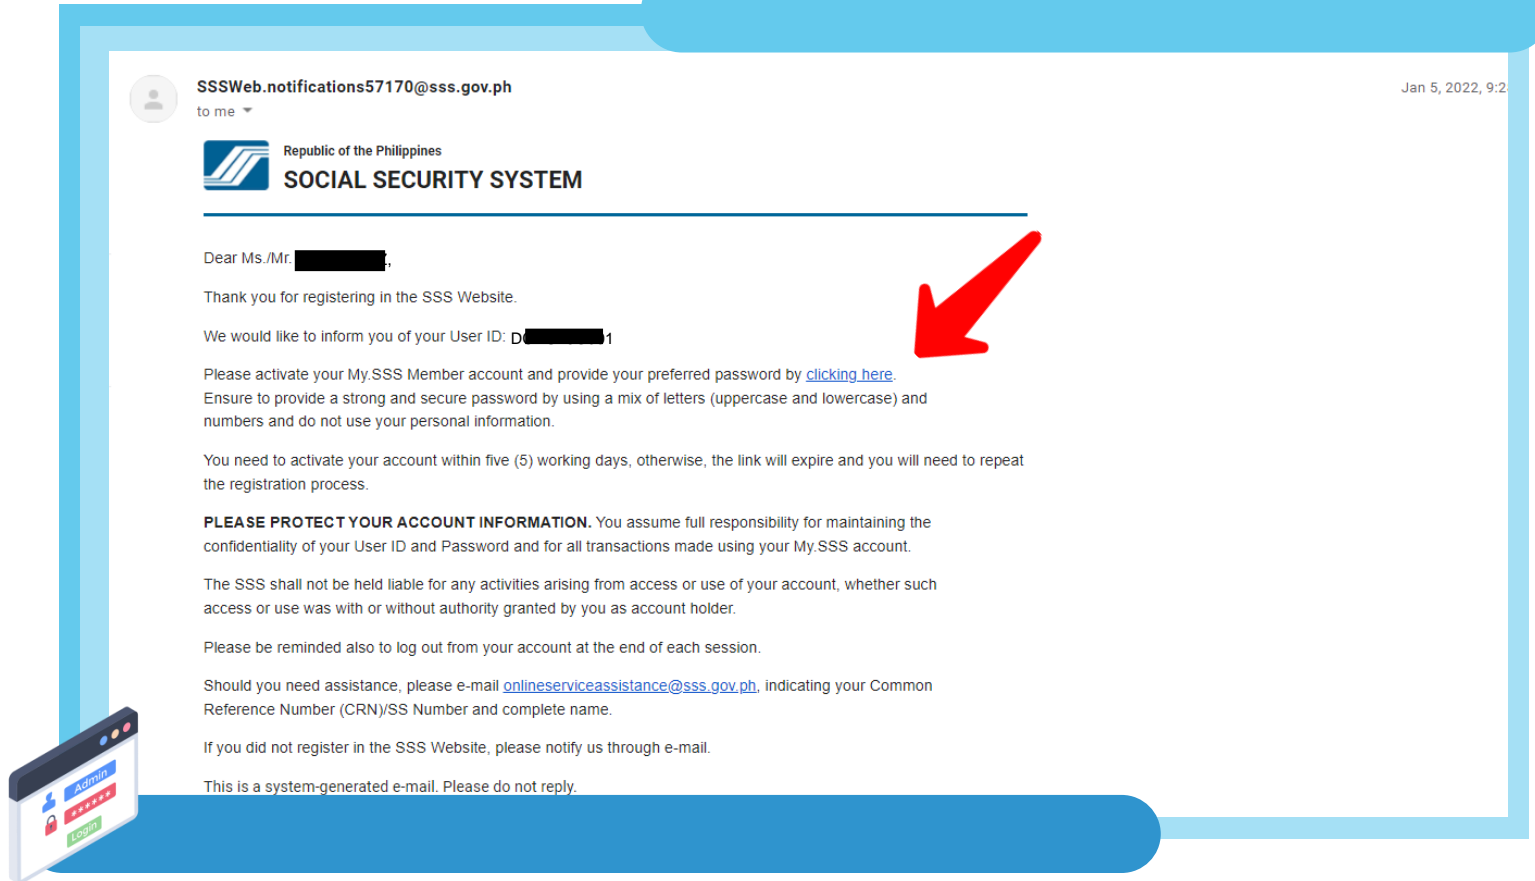 SSSWeb.notifications57170@sss.gov.ph
Jan 5, 2022, 9:2
to me
Republic of the Philippines
SOCIAL SECURITY SYSTEM
Dear Ms./Mr.
Thank you for registering in the SSS Website.
We would like to inform you of your User ID:
Please activate your My.SSS Member account and provide your preferred password by clicking here.
Ensure to provide a strong and secure password by using a mix of letters (uppercase and lowercase) and
numbers and do not use your personal information.
You need to activate your account within five (5) working days, otherwise, the link will expire and you will need to repeat
the registration process.
PLEASE PROTECT YOUR ACCOUNT INFORMATION. You assume full responsibility for maintaining the
confidentiality of your User ID and Password and for all transactions made using your My.SSS account.
The SSS shall not be held liable for any activities arising from access or use of your account, whether such
access or use was with or without authority granted by you as account holder.
Please be reminded also to log out from your account at the end of each session.
Should you need assistance, please e-mail onlineserviceassistance@sss.gov.ph, indicating your Common
Reference Number (CRN)/SS Number and complete name.
If you did not register in the SSS Website, please notify us through e-mail.
This is a system-generated e-mail. Please do not reply.
Admin
******
Login